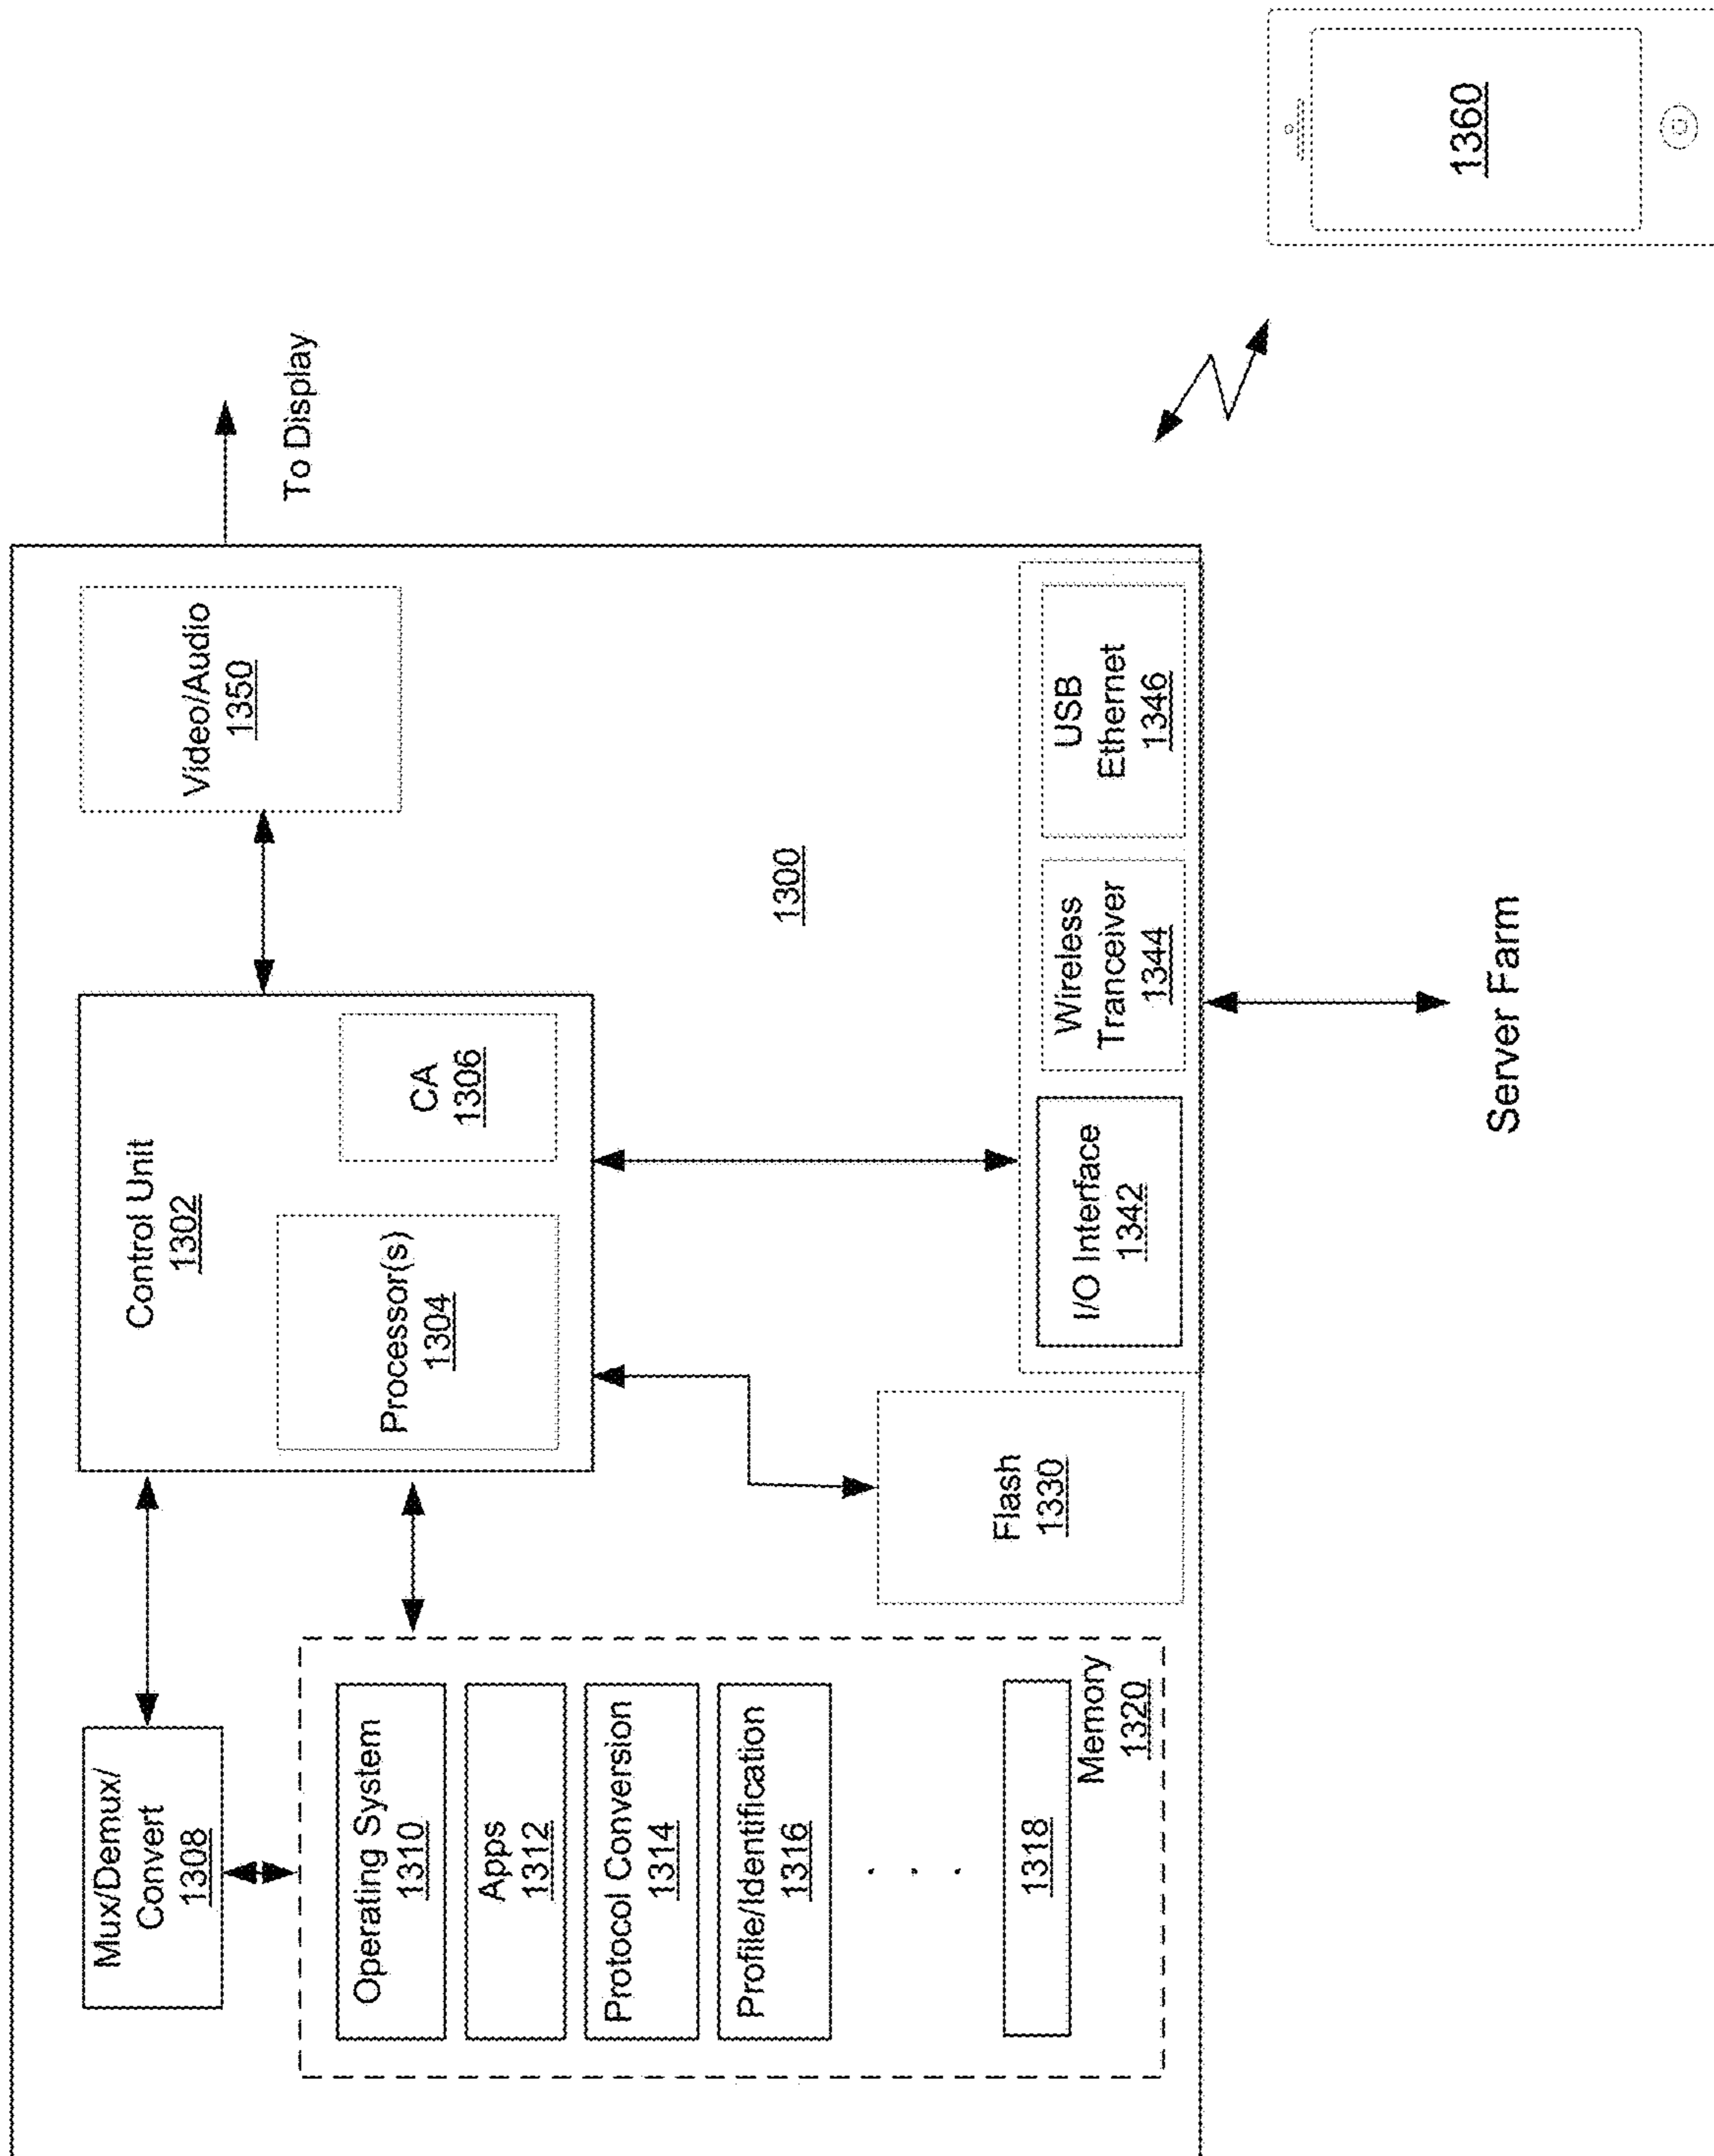 Mux/Demux/
Convert
1308
Operating System
1310
Apps
1312
Protocol Conversion
1314
Profile/Identification
1316
. . .
1318
Memory
1320
Control Unit
1302
Processor(s)
1304
CA
1306
Flash
1330
Video/Audio
1350
1300
I/O Interface
1342
Wireless
Tranceiver
1344
USB
Ethernet
1346
To Display
Server Farm
1360